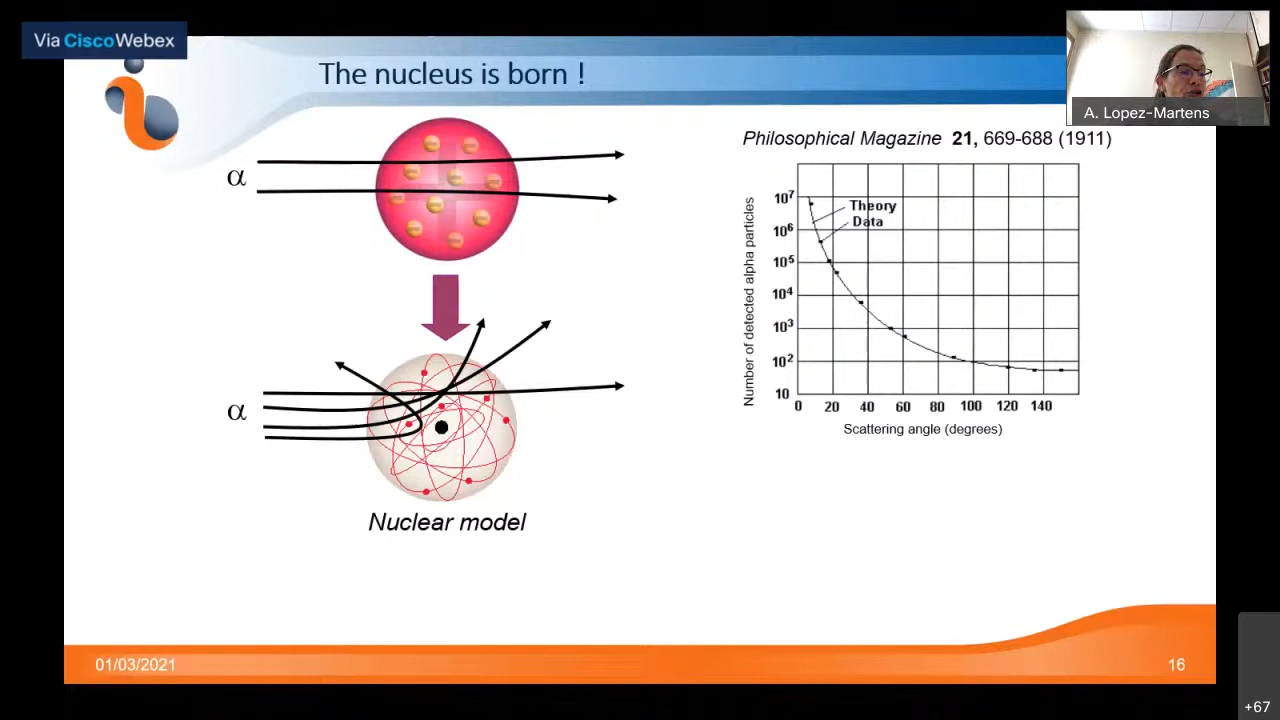 Via CiscoWebex
The nucleus is born !
A. Lopez-Martens
α
α
Nuclear model
Philosophical Magazine 21, 669-688 (1911)
Number of detected alpha particles
10⁷
10⁶
10⁵
10⁴
10³
10²
10
Theory
Data
0 20 40 60 80 100 120 140
Scattering angle (degrees)
01/03/2021
16
+67